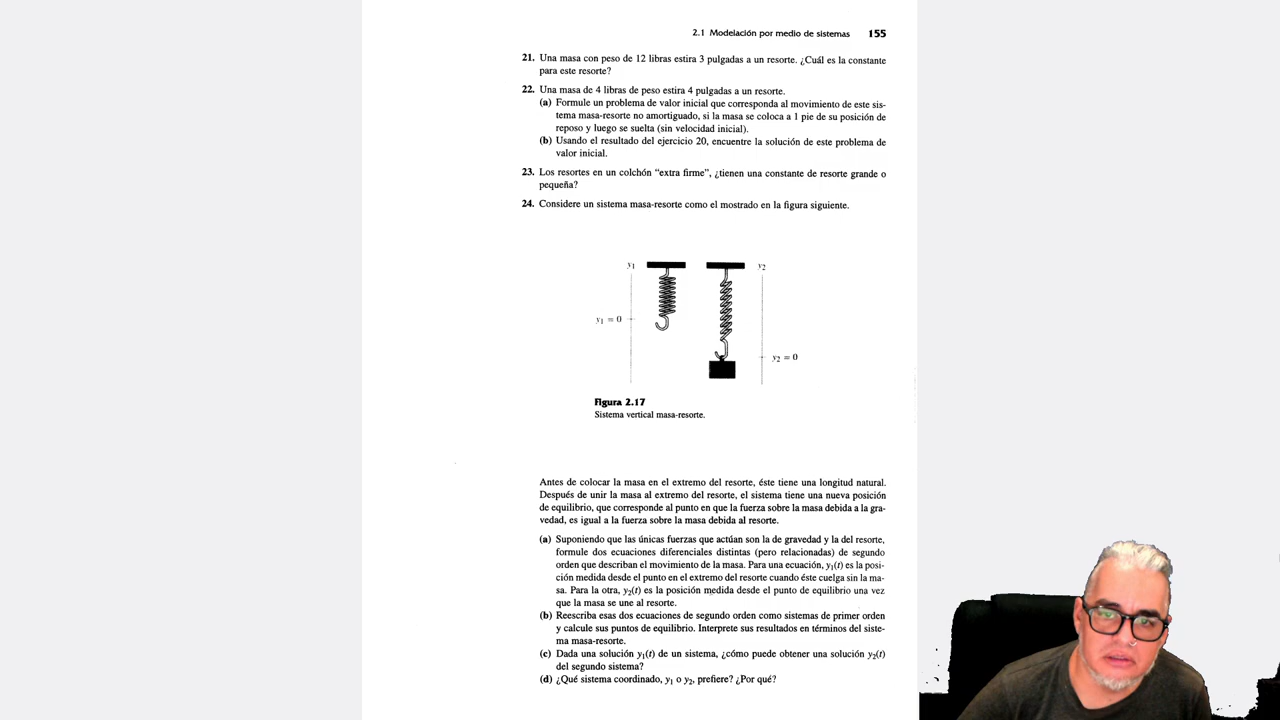 2.1 Modelación por medio de sistemas 155
21. Una masa con peso de 12 libras estira 3 pulgadas a un resorte. ¿Cuál es la constante
para este resorte?
22. Una masa de 4 libras de peso estira 4 pulgadas a un resorte.
(a) Formule un problema de valor inicial que corresponda al movimiento de este sis-
tema masa-resorte no amortiguado, si la masa se coloca a 1 pie de su posición de
reposo y luego se suelta (sin velocidad inicial).
(b) Usando el resultado del ejercicio 20, encuentre la solución de este problema de
valor inicial.
23. Los resortes en un colchón “extra firme”, ¿tienen una constante de resorte grande o
pequeña?
24. Considere un sistema masa-resorte como el mostrado en la figura siguiente.
y₁
y₂
y₁ = 0
y₂ = 0
Figura 2.17
Sistema vertical masa-resorte.
Antes de colocar la masa en el extremo del resorte, éste tiene una longitud natural.
Después de unir la masa al extremo del resorte, el sistema tiene una nueva posición
de equilibrio, que corresponde al punto en que la fuerza sobre la masa debida a la gra-
vedad, es igual a la fuerza sobre la masa debida al resorte.
(a) Suponiendo que las únicas fuerzas que actúan son la de gravedad y la del resorte,
formule dos ecuaciones diferenciales distintas (pero relacionadas) de segundo
orden que describan el movimiento de la masa. Para una ecuación, y₁(t) es la posi-
ción medida desde el punto en el extremo del resorte cuando éste cuelga sin la ma-
sa. Para la otra, y₂(t) es la posición medida desde el punto de equilibrio una vez
que la masa se une al resorte.
(b) Reescriba esas dos ecuaciones de segundo orden como sistemas de primer orden
y calcule sus puntos de equilibrio. Interprete sus resultados en términos del siste-
ma masa-resorte.
(c) Dada una solución y₁(t) de un sistema, ¿cómo puede obtener una solución y₂(t)
del segundo sistema?
(d) ¿Qué sistema coordinado, y₁ o y₂, prefiere? ¿Por qué?